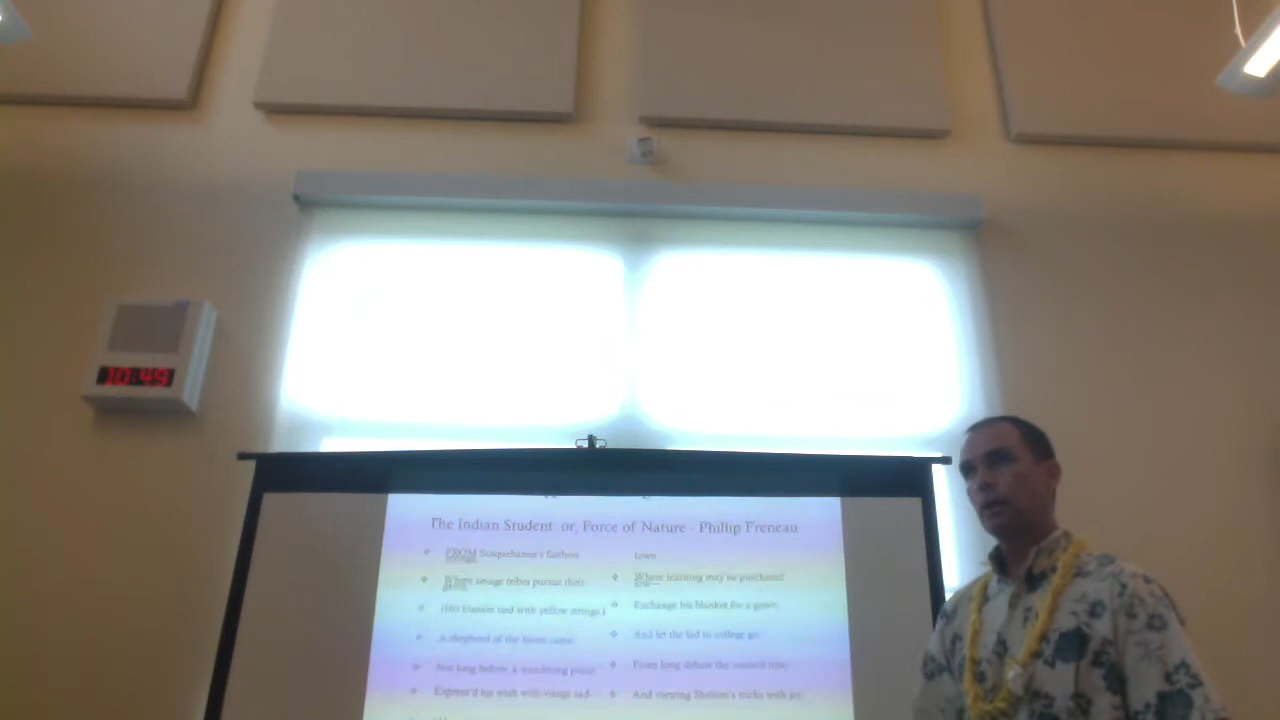 10:49
The Indian Student or, Force of Nature - Phillip Freneau
FROM Susquehanna's farthest
springs,
Where savage tribes pursue their
game,
(His blanket tied with yellow strings,)
A shepherd of the forest came.
Not long before, a wandering priest
Express'd his wish with visage sad
town
Where learning may be purchased
low—
Exchange his blanket for a gown,
And let the lad to college go.
From long debate the council rose
And viewing Shalum's tricks with joy